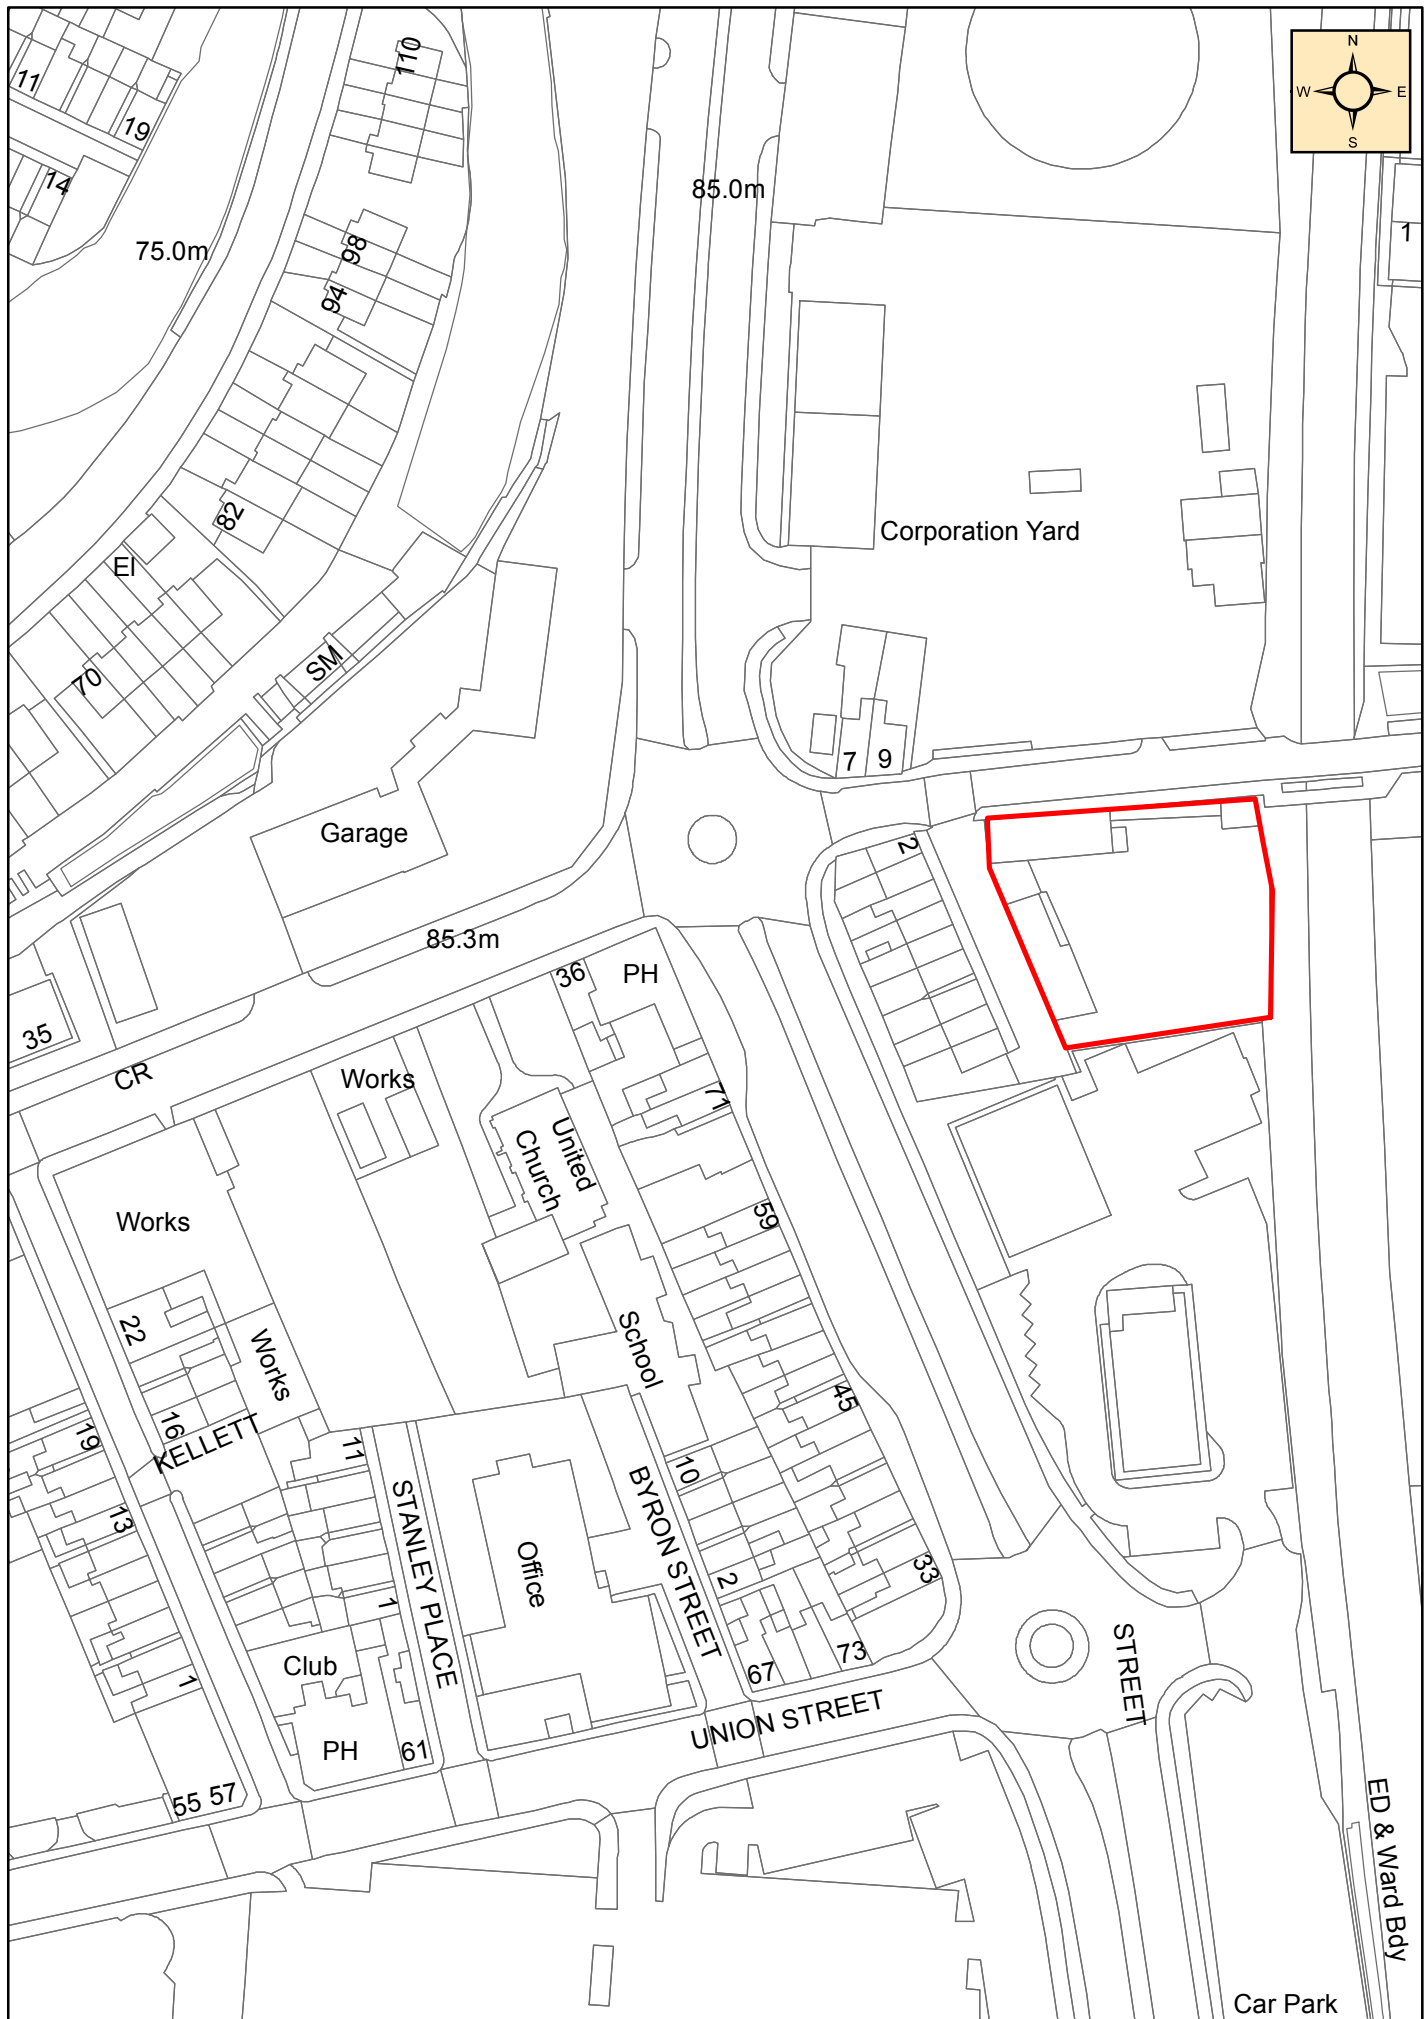 N
W E
S
110
11
19
14
85.0m
75.0m
98
94
1
82
Corporation Yard
El
SM
70
7 9
Garage
2
85.3m
36
PH
35
CR
Works
71
United
Church
Works
59
22
School
Works
45
16
KELLETT
19
11
10
STANLEY PLACE
BYRON STREET
13
Office
2
33
1
1
Club
67
73
STREET
UNION STREET
PH
61
55 57
ED & Ward Bdy
Car Park